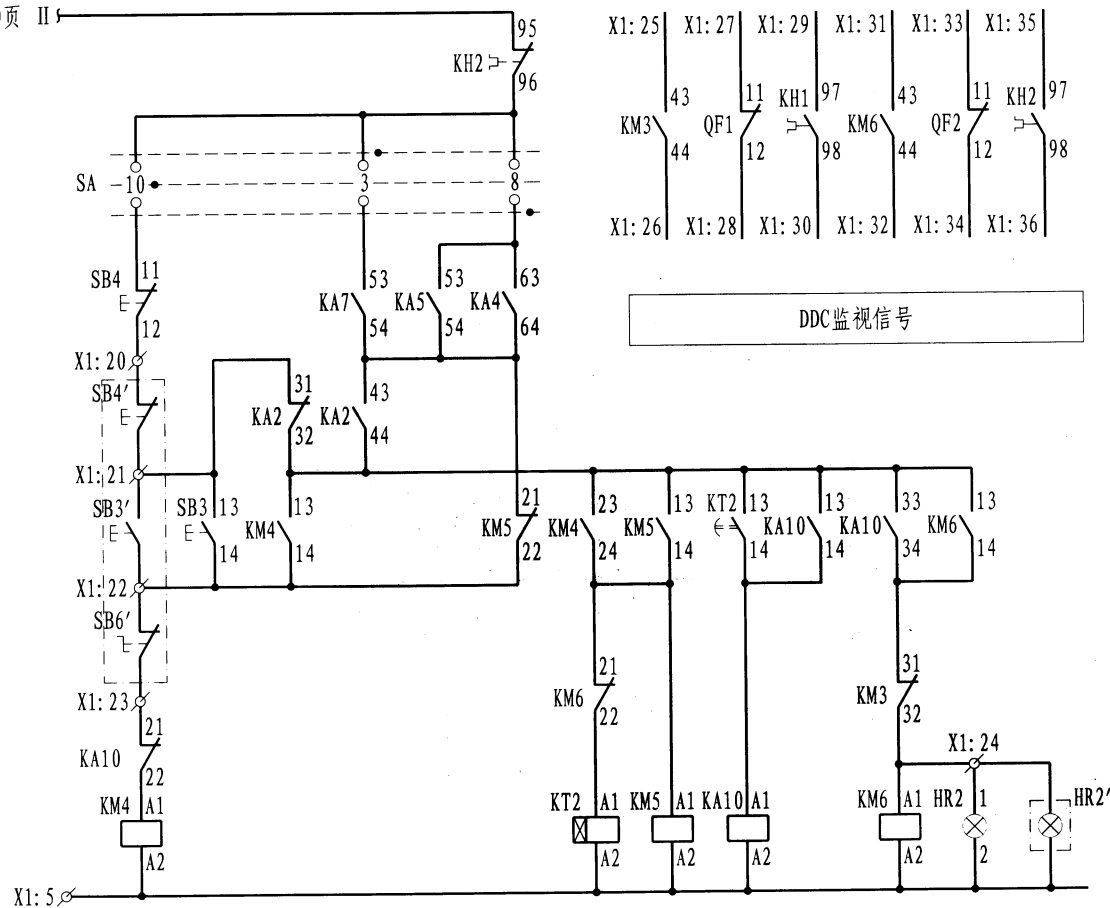 页 II
95
KH2
96
X1:25 X1:27 X1:29 X1:31 X1:33 X1:35
43 11 KH1 97 43 11 KH2 97
KM3 QF1 KM6 QF2
44 12 98 44 12 98
X1:26 X1:28 X1:30 X1:32 X1:34 X1:36
SA 10 3 8
DDC监视信号
SB4 11
12
53 53 63
KA7 KA5 KA4
54 54 64
X1:20
SB4′
31 43
KA2 KA2
32 44
X1:21
SB3′ SB3 13 13 21 23 13 KT2 13 13 33 13
KM4 KM5 KM4 KM5 KA10 KA10 KM6
14 14 22 24 14 14 14 34 14
X1:22
SB6′
21 31
KM6 KM3
22 32
X1:23
21
KA10
22
X1:24
KM4 A1 KT2 A1 KM5 A1 KA10 A1 KM6 A1 HR2 1 HR2′
A2 A2 A2 A2 A2 2
X1:5